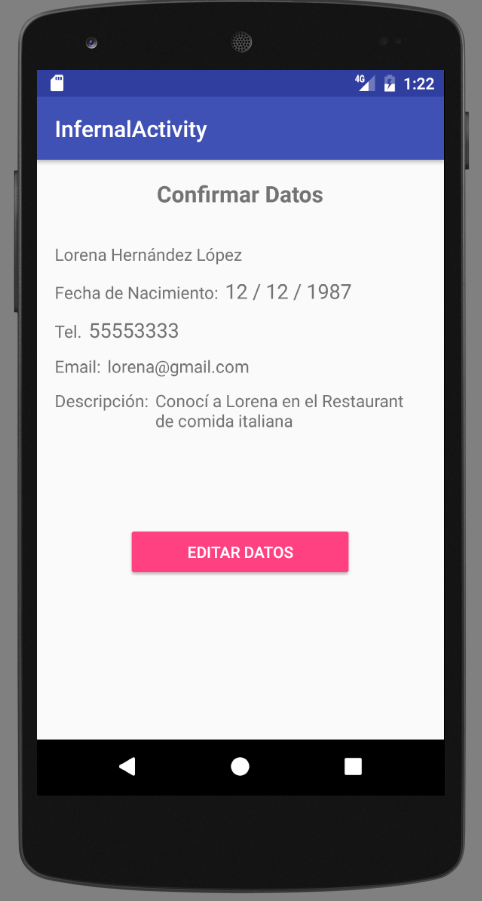 4G 1:22
InfernalActivity
Confirmar Datos
Lorena Hernández López
Fecha de Nacimiento: 12 / 12 / 1987
Tel. 55553333
Email: lorena@gmail.com
Descripción: Conocí a Lorena en el Restaurant
de comida italiana
EDITAR DATOS